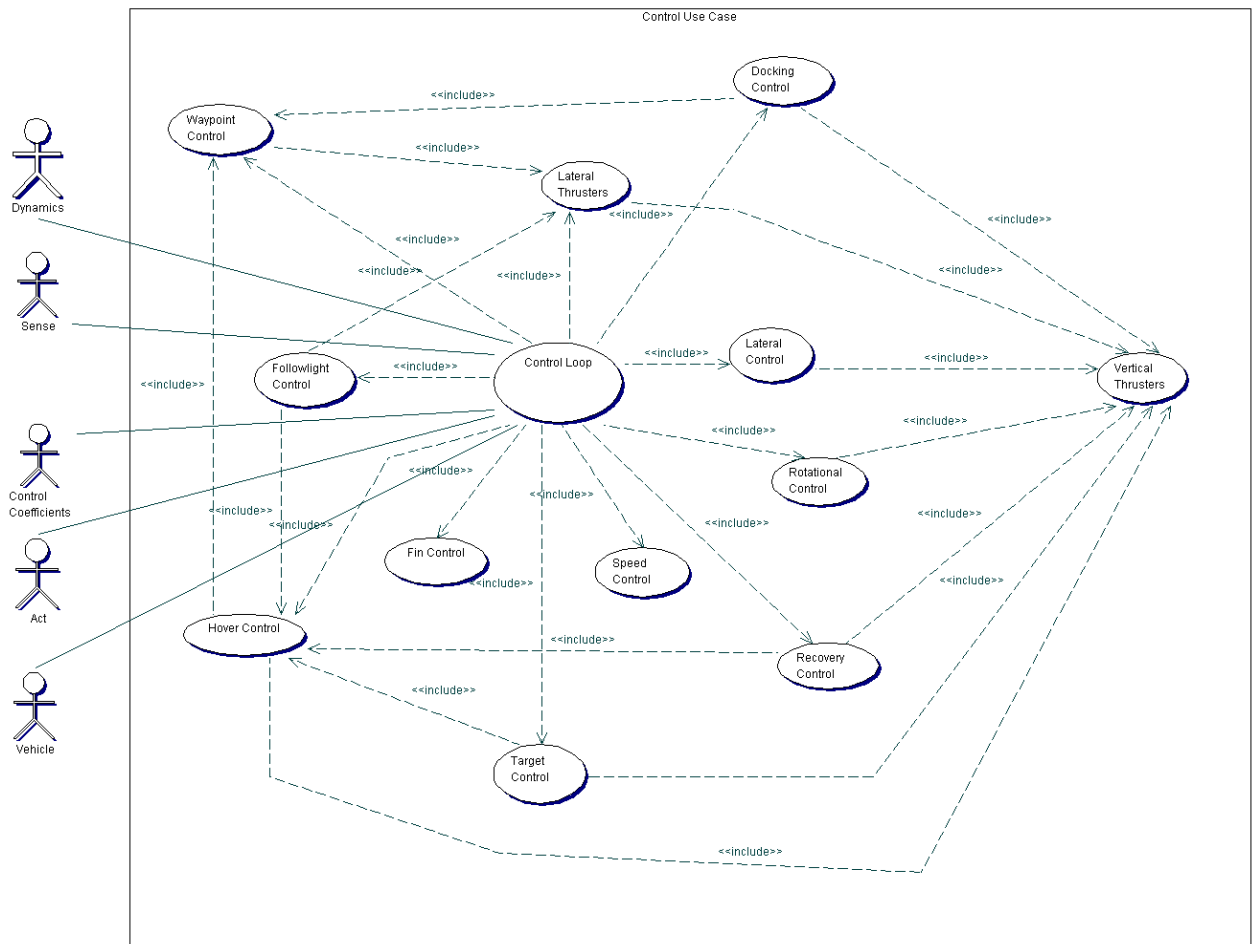 Control Use Case
Docking
Control
<<include>>
Waypoint
Control
<<include>>
Lateral
Thrusters
Dynamics
<<include>>
<<include>>
<<include>>
<<include>>
<<include>>
<<include>>
Sense
Lateral
Control
<<include>>
<<include>>
Control Loop
<<include>>
Followlight
Control
<<include>>
Vertical
Thrusters
<<include>>
<<include>>
Rotational
Control
<<include>>
<<include>>
Control
Coefficients
<<include>>
<<include>>
<<include>>
<<include>>
Fin Control
Speed
Control
<<include>>
<<include>>
Act
Hover Control
<<include>>
Recovery
Control
<<include>>
Vehicle
Target
Control
<<include>>